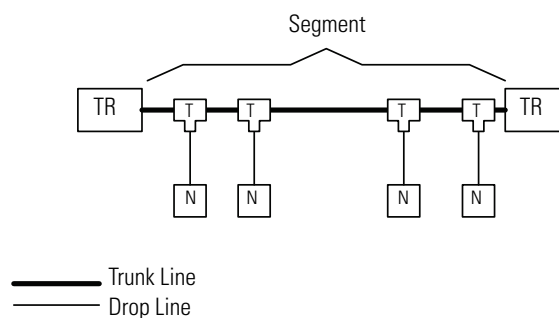 Segment
TR T T T T TR
N N N N
Trunk Line
Drop Line